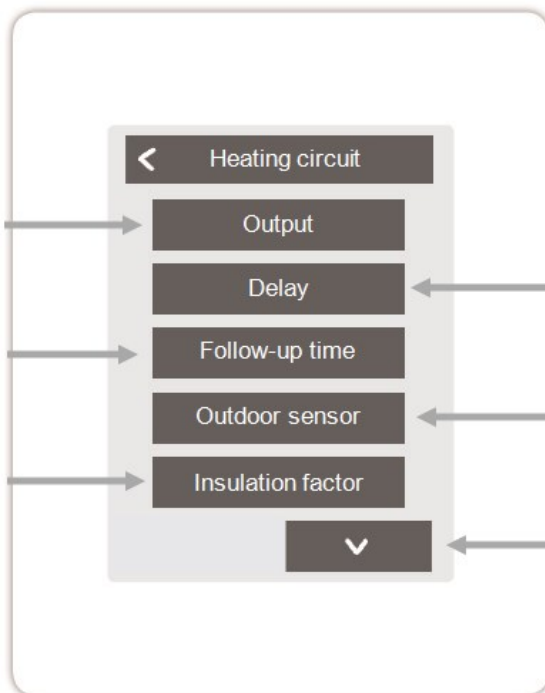 Heating circuit
Output
Delay
Follow-up time
Outdoor sensor
Insulation factor